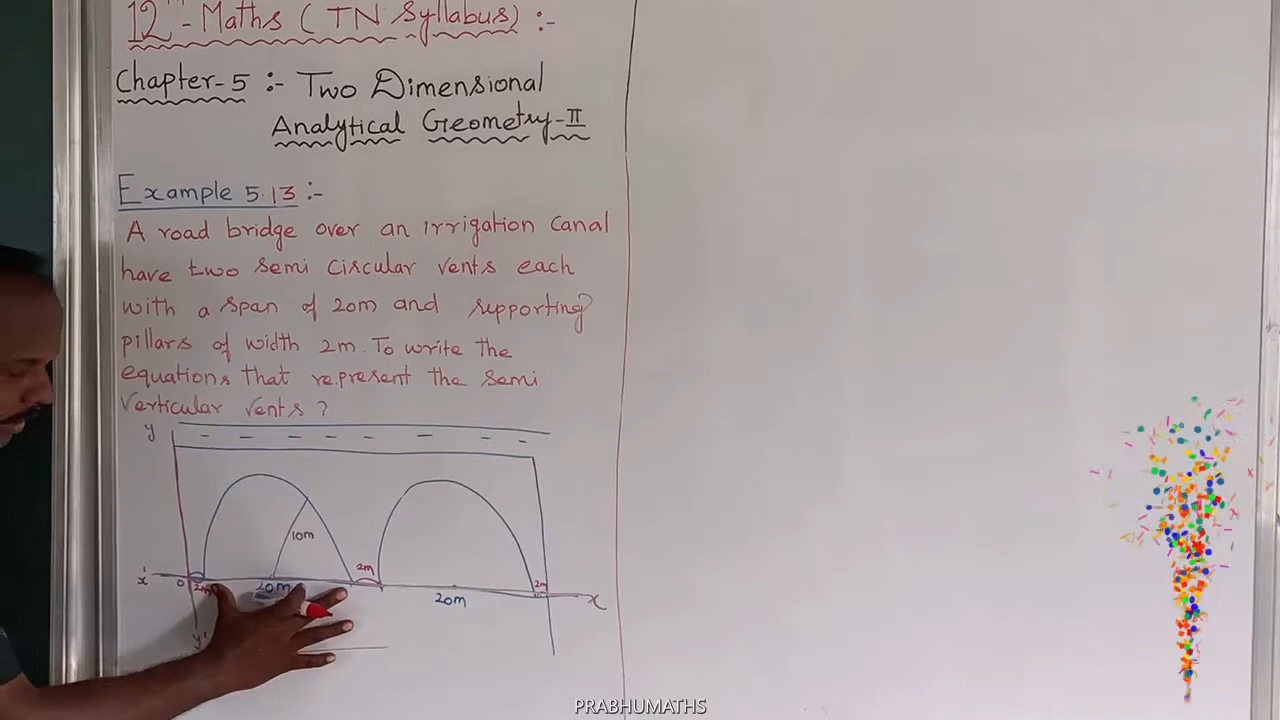 12th - Maths ( TN Syllabus) :-
Chapter-5 :- Two Dimensional
Analytical Geometry-II
Example 5.13 :-
A road bridge over an irrigation canal
have two semi circular vents each
with a span of 20m and supporting
pillars of width 2m. To write the
equations that represent the semi
verticular vents ?
y
10m
2m
x'
0
2m
20m
2m
20m
x
y'
PRABHUMATHS